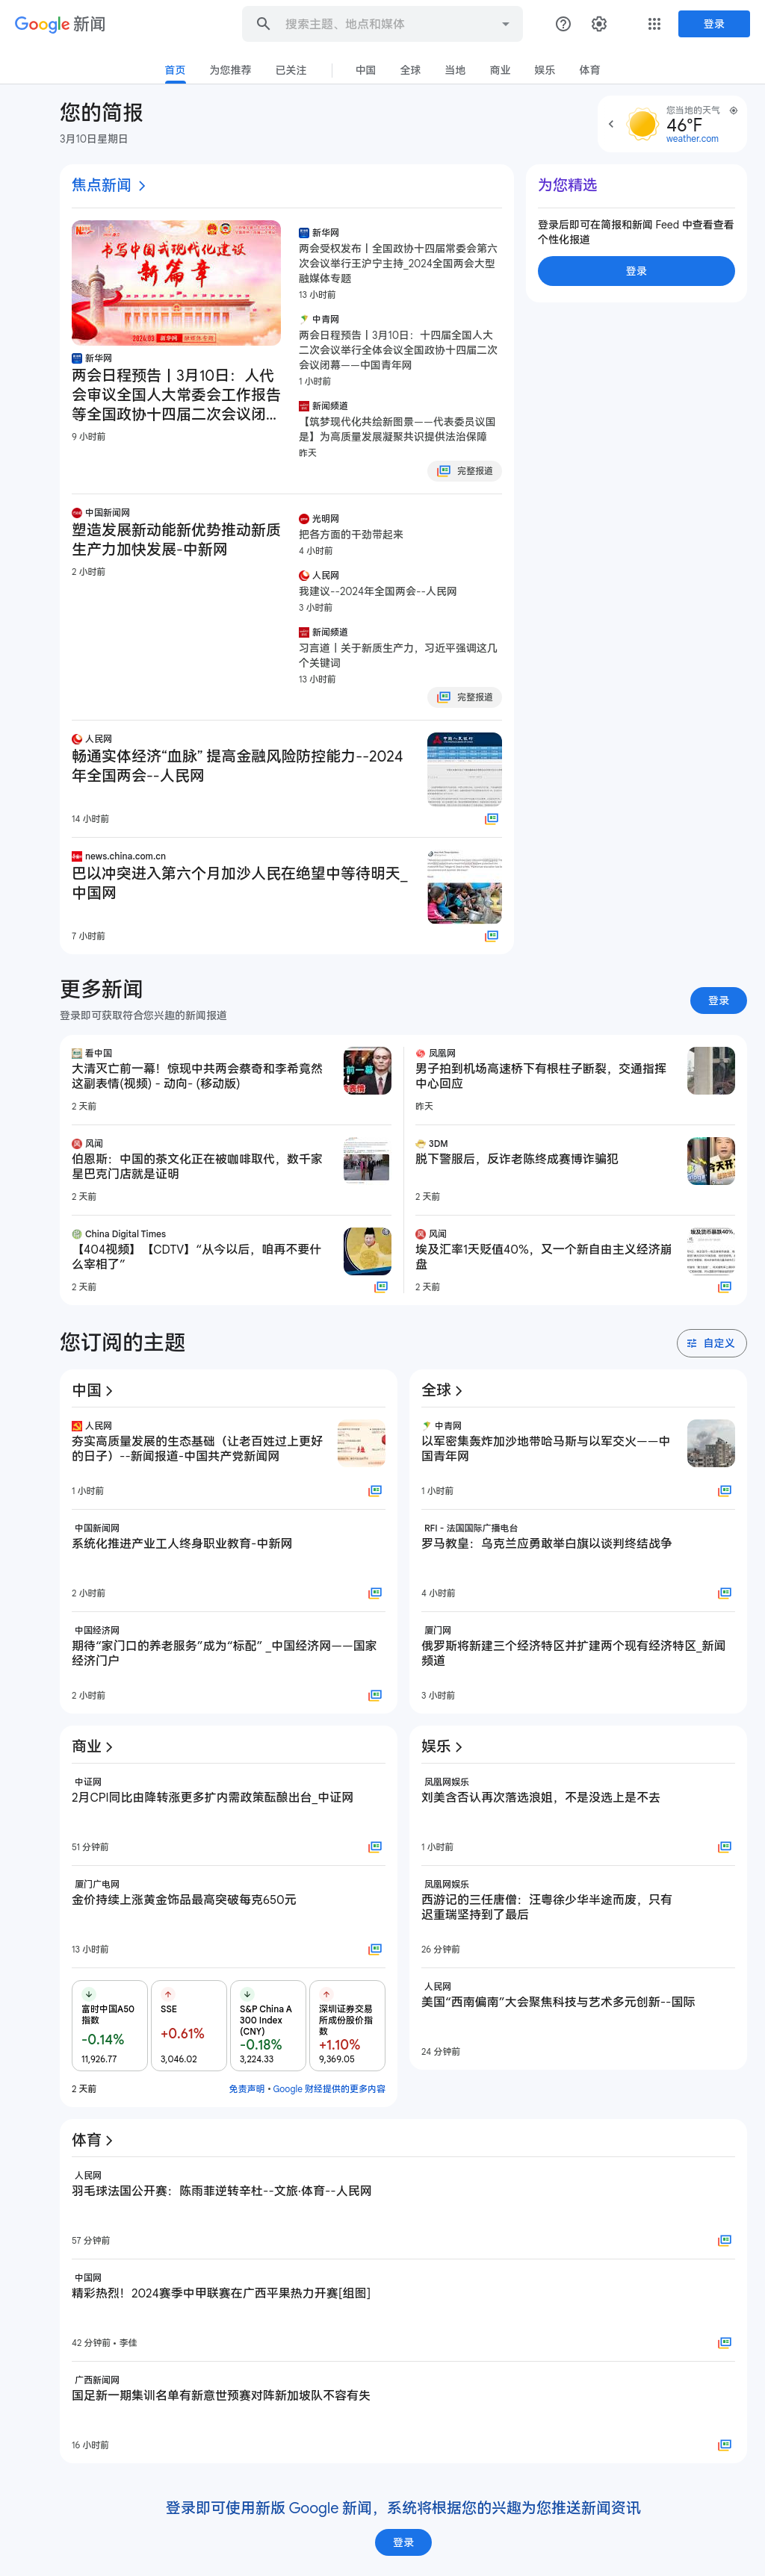 Google 新闻
搜索主题、地点和媒体
登录
首页
为您推荐
已关注
中国
全球
当地
商业
娱乐
体育
您的简报
3月10日星期日
您当地的天气
46°F
weather.com
焦点新闻
新华网
两会日程预告丨3月10日：人代
会审议全国人大常委会工作报告
等全国政协十四届二次会议闭...
9 小时前
新华网
两会受权发布丨全国政协十四届常委会第六
次会议举行王沪宁主持_2024全国两会大型
融媒体专题
13 小时前
中青网
两会日程预告丨3月10日：十四届全国人大
二次会议举行全体会议全国政协十四届二次
会议闭幕——中国青年网
1 小时前
新闻频道
【筑梦现代化共绘新图景——代表委员议国
是】为高质量发展凝聚共识提供法治保障
昨天
完整报道
为您精选
登录后即可在简报和新闻 Feed 中查看查看
个性化报道
登录
书写中国式现代化建设
新篇章
中国新闻网
塑造发展新动能新优势推动新质
生产力加快发展-中新网
2 小时前
光明网
把各方面的干劲带起来
4 小时前
人民网
我建议--2024年全国两会--人民网
3 小时前
新闻频道
习言道丨关于新质生产力，习近平强调这几
个关键词
13 小时前
完整报道
人民网
畅通实体经济“血脉” 提高金融风险防控能力--2024
年全国两会--人民网
14 小时前
中国人民银行
news.china.com.cn
巴以冲突进入第六个月加沙人民在绝望中等待明天_
中国网
7 小时前
更多新闻
登录即可获取符合您兴趣的新闻报道
登录
看中国
大清灭亡前一幕！惊现中共两会蔡奇和李希竟然
这副表情(视频) - 动向- (移动版)
2 天前
凤凰网
男子拍到机场高速桥下有根柱子断裂，交通指挥
中心回应
昨天
风闻
伯恩斯：中国的茶文化正在被咖啡取代，数千家
星巴克门店就是证明
2 天前
3DM
脱下警服后，反诈老陈终成赛博诈骗犯
2 天前
China Digital Times
【404视频】【CDTV】“从今以后，咱再不要什
么宰相了”
2 天前
风闻
埃及汇率1天贬值40%，又一个新自由主义经济崩
盘
2 天前
您订阅的主题
自定义
中国
人民网
夯实高质量发展的生态基础（让老百姓过上更好
的日子）--新闻报道-中国共产党新闻网
1 小时前
中国新闻网
系统化推进产业工人终身职业教育-中新网
2 小时前
中国经济网
期待“家门口的养老服务”成为“标配” _中国经济网——国家
经济门户
2 小时前
全球
中青网
以军密集轰炸加沙地带哈马斯与以军交火——中
国青年网
1 小时前
RFI - 法国国际广播电台
罗马教皇：乌克兰应勇敢举白旗以谈判终结战争
4 小时前
厦门网
俄罗斯将新建三个经济特区并扩建两个现有经济特区_新闻
频道
3 小时前
商业
中证网
2月CPI同比由降转涨更多扩内需政策酝酿出台_中证网
51 分钟前
厦门广电网
金价持续上涨黄金饰品最高突破每克650元
13 小时前
富时中国A50
指数
-0.14%
11,926.77
SSE
+0.61%
3,046.02
S&P China A
300 Index
(CNY)
-0.18%
3,224.33
深圳证券交易
所成份股价指
数
+1.10%
9,369.05
2 天前
免责声明 • Google 财经提供的更多内容
娱乐
凤凰网娱乐
刘美含否认再次落选浪姐，不是没选上是不去
1 小时前
凤凰网娱乐
西游记的三任唐僧：汪粤徐少华半途而废，只有
迟重瑞坚持到了最后
26 分钟前
人民网
美国“西南偏南”大会聚焦科技与艺术多元创新--国际
24 分钟前
体育
人民网
羽毛球法国公开赛：陈雨菲逆转辛杜--文旅·体育--人民网
57 分钟前
中国网
精彩热烈！2024赛季中甲联赛在广西平果热力开赛[组图]
42 分钟前 • 李佳
广西新闻网
国足新一期集训名单有新意世预赛对阵新加坡队不容有失
16 小时前
登录即可使用新版 Google 新闻，系统将根据您的兴趣为您推送新闻资讯
登录